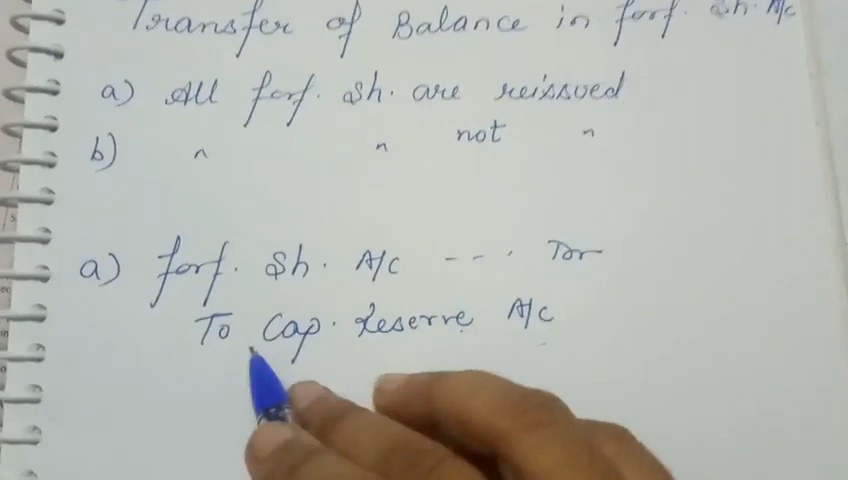 Transfer of Balance in forf. Sh. A/c
a) All forf. Sh. are reissued
b) " " not "
a) forf. Sh. A/C - - - . Dr
To Cap. Reserve A/C